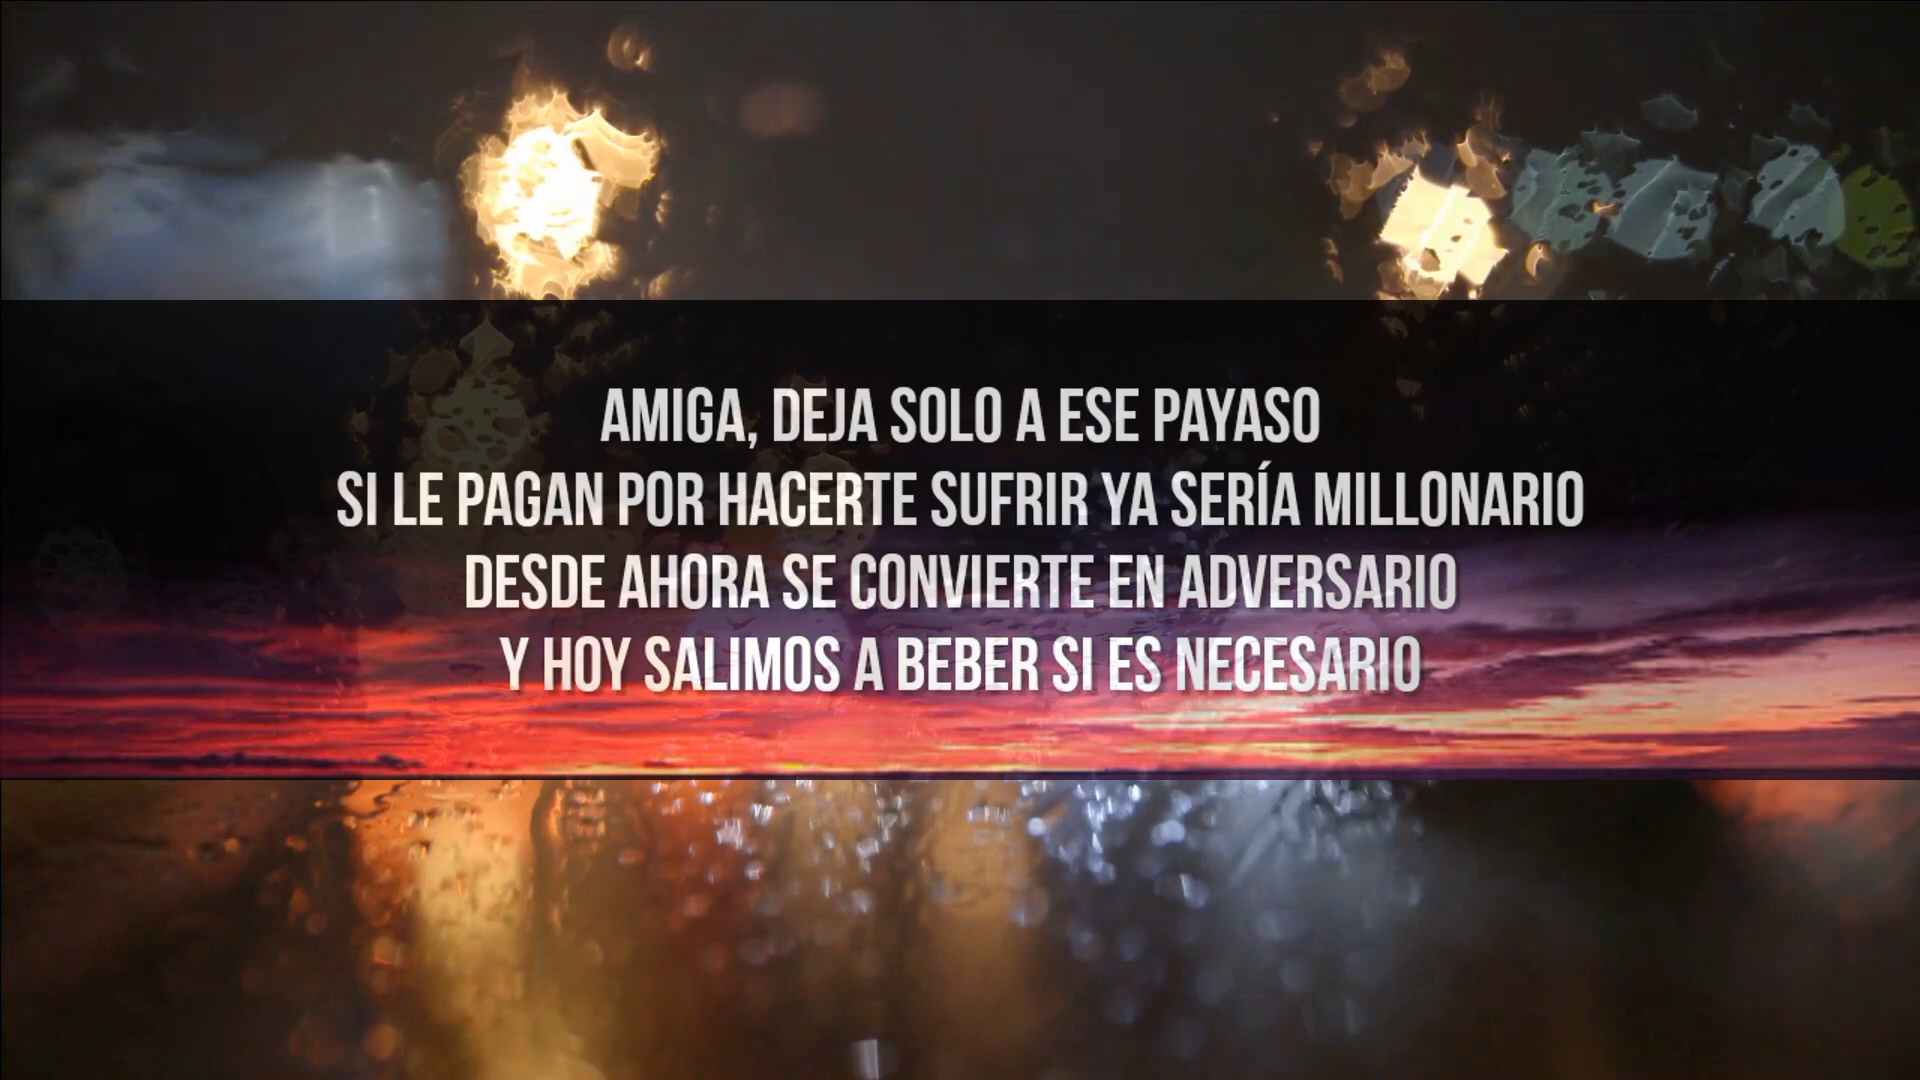 AMIGA, DEJA SOLO A ESE PAYASO
SI LE PAGAN POR HACERTE SUFRIR YA SERÍA MILLONARIO
DESDE AHORA SE CONVIERTE EN ADVERSARIO
Y HOY SALIMOS A BEBER SI ES NECESARIO